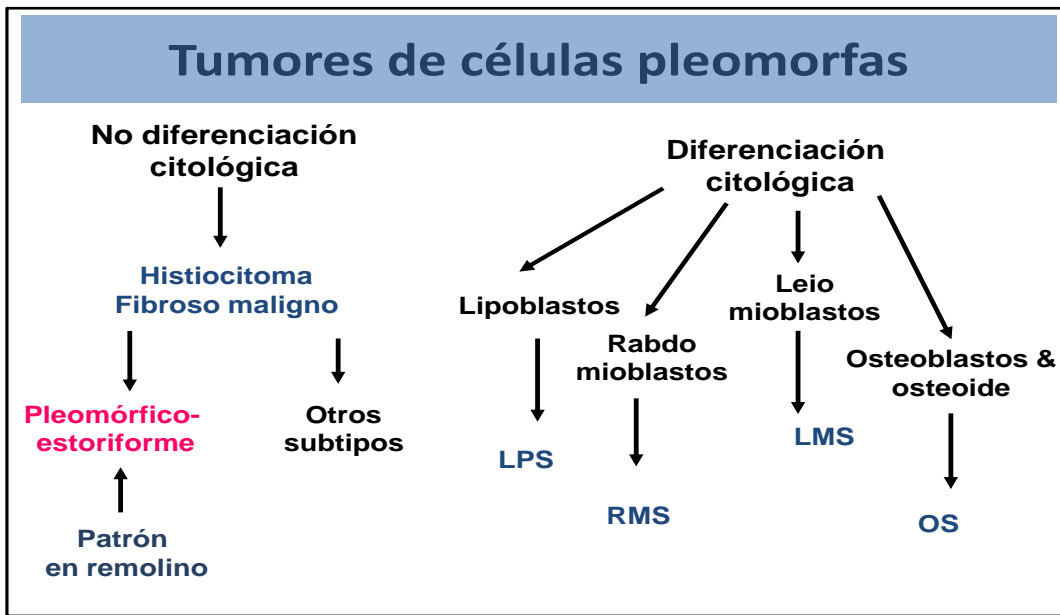 Tumores de células pleomorfas
No diferenciación
citológica
Histiocitoma
Fibroso maligno
Pleomórfico-
estoriforme
Otros
subtipos
Patrón
en remolino
Diferenciación
citológica
Lipoblastos
LPS
Rabdo
mioblastos
RMS
Leio
mioblastos
LMS
Osteoblastos &
osteoide
OS